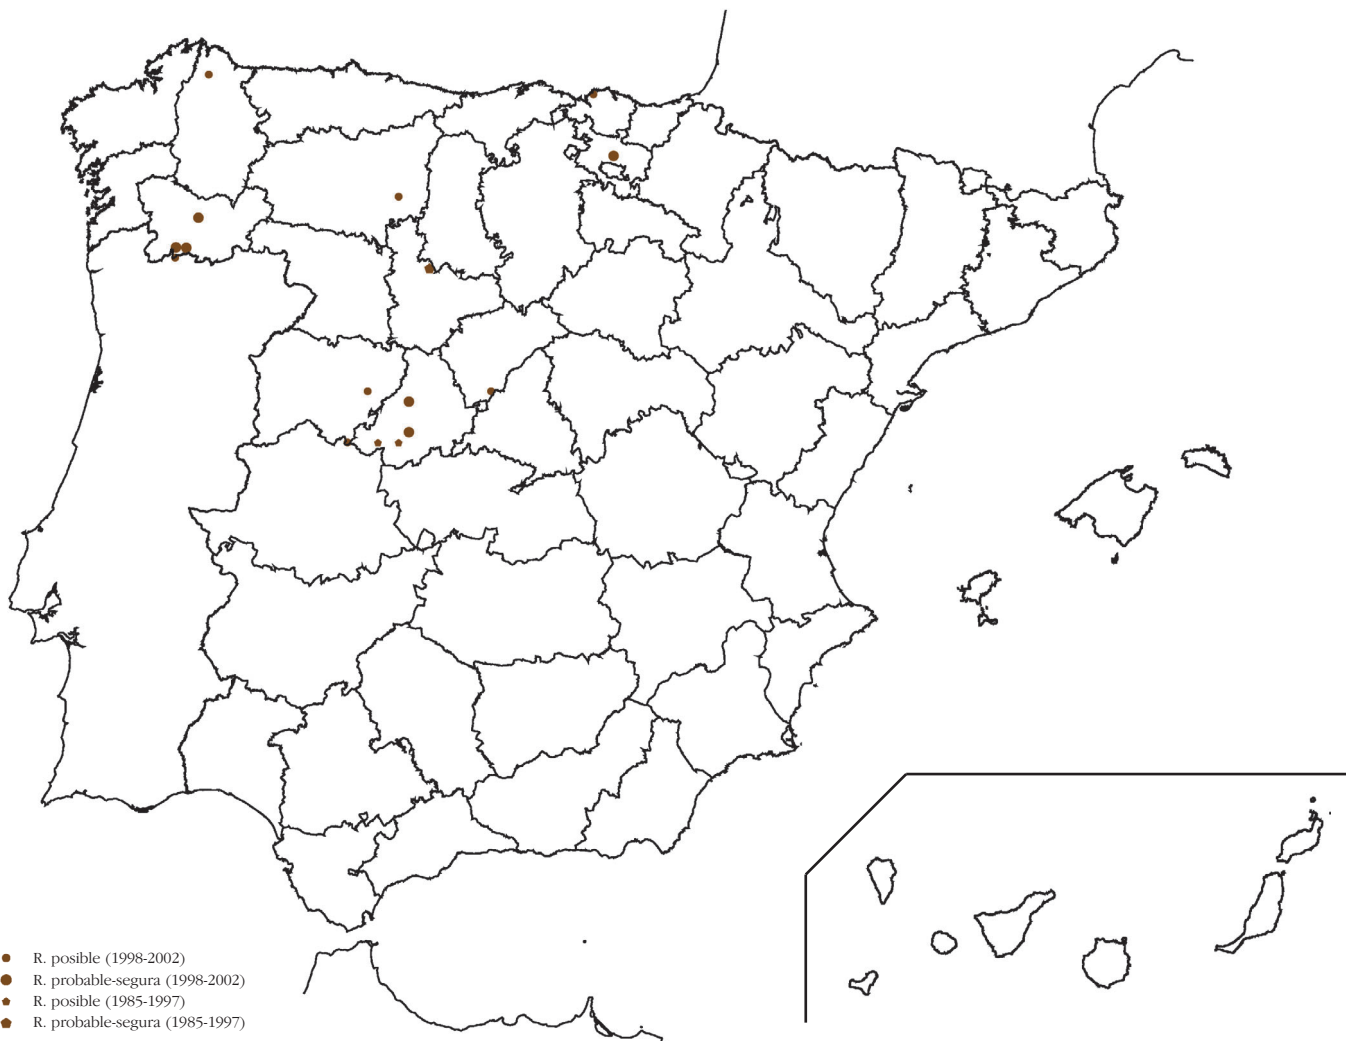 R. posible (1998-2002)
R. probable-segura (1998-2002)
R. posible (1985-1997)
R. probable-segura (1985-1997)